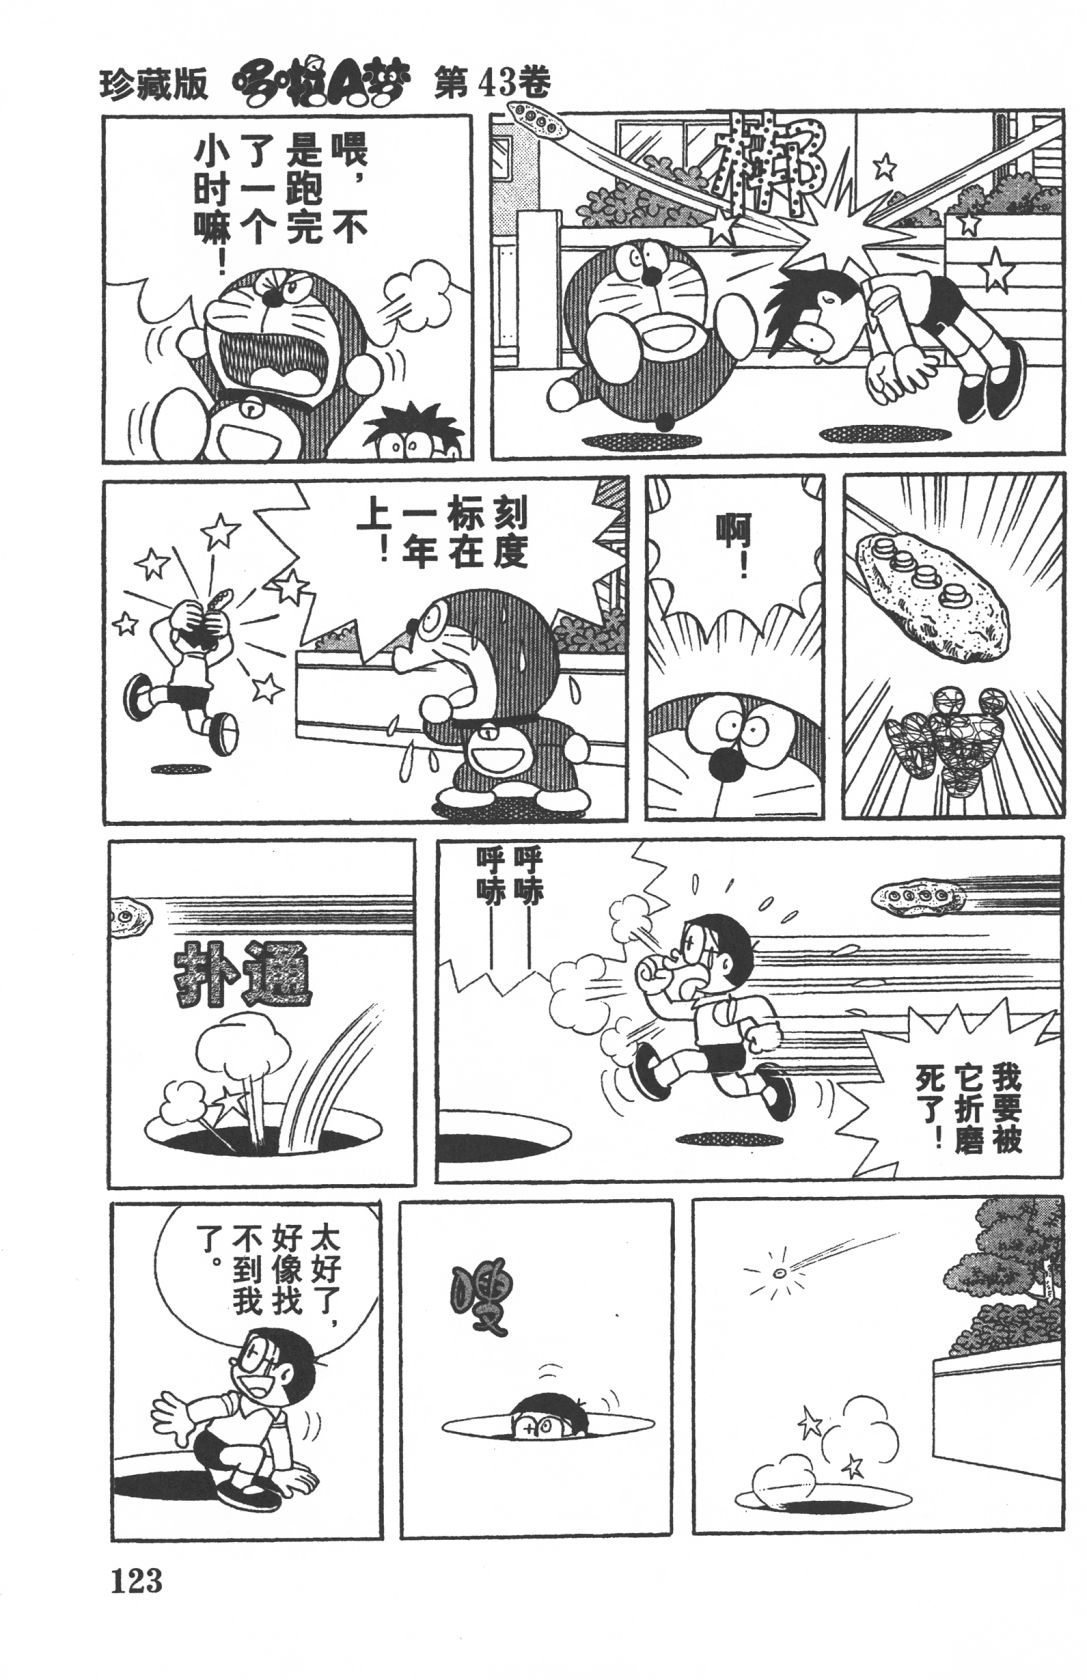 珍藏版 哆啦A梦 第43卷
梆
喂，不
是跑完
了一个
小时嘛！
啊！
刻度
标在
一年
上！
我要被
它折磨
死了！
呼哧——
呼哧——
扑通
嗖
太好了，
好像找
不到我
了。
123